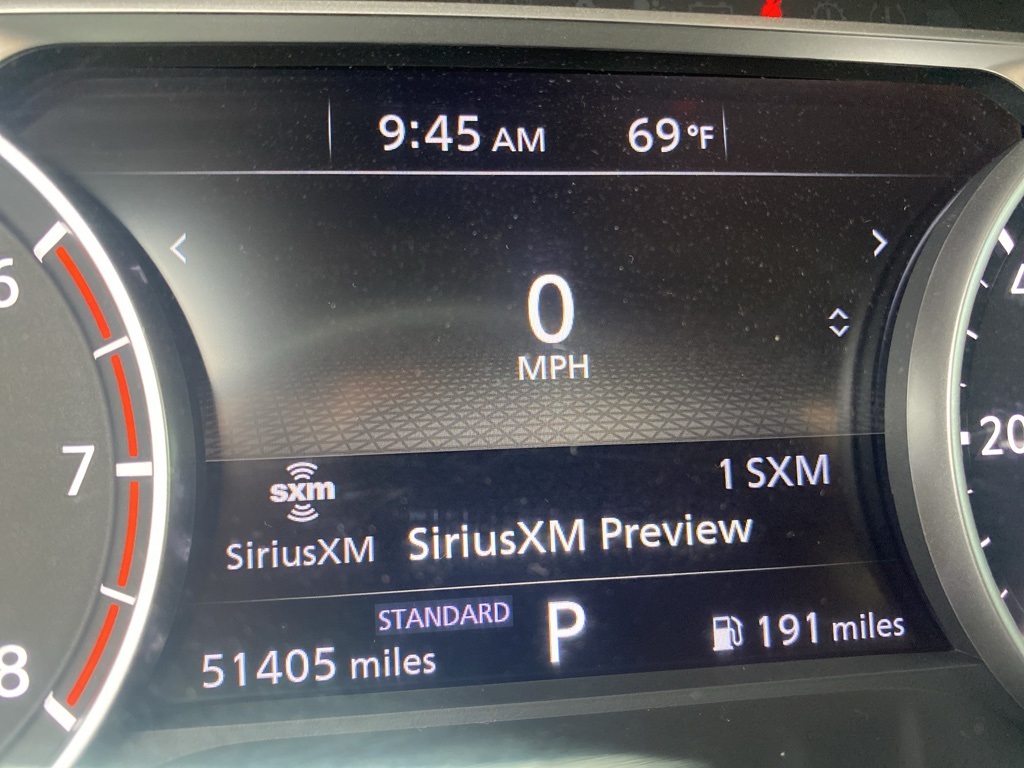 9:45 AM 69 °F
6
0
MPH
20
7
sxm
1 SXM
SiriusXM SiriusXM Preview
STANDARD P
8
51405 miles 191 miles